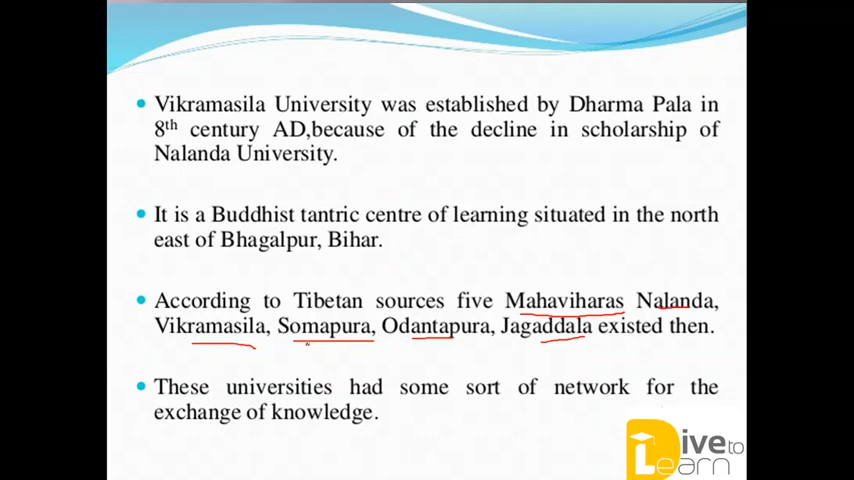 Vikramasila University was established by Dharma Pala in
8th century AD,because of the decline in scholarship of
Nalanda University.
It is a Buddhist tantric centre of learning situated in the north
east of Bhagalpur, Bihar.
According to Tibetan sources five Mahaviharas Nalanda,
Vikramasila, Somapura, Odantapura, Jagaddala existed then.
These universities had some sort of network for the
exchange of knowledge.
Dive to
Learn